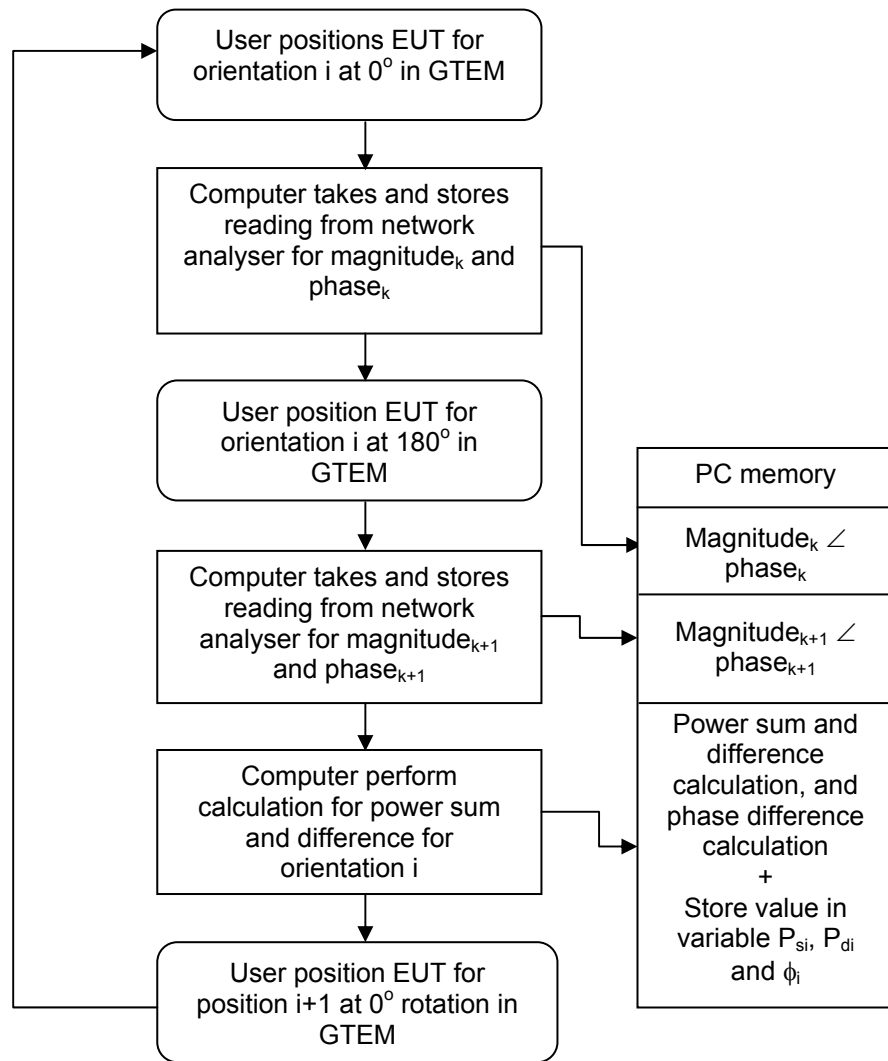 User positions EUT for
orientation i at 0° in GTEM
Computer takes and stores
reading from network
analyser for magnitudeₖ and
phaseₖ
User position EUT for
orientation i at 180° in
GTEM
Computer takes and stores
reading from network
analyser for magnitudeₖ₊₁
and phaseₖ₊₁
Computer perform
calculation for power sum
and difference for
orientation i
User position EUT for
position i+1 at 0° rotation in
GTEM
PC memory
Magnitudeₖ ∠
phaseₖ
Magnitudeₖ₊₁ ∠
phaseₖ₊₁
Power sum and
difference
calculation, and
phase difference
calculation
+
Store value in
variable P_si, P_di
and ϕ_i